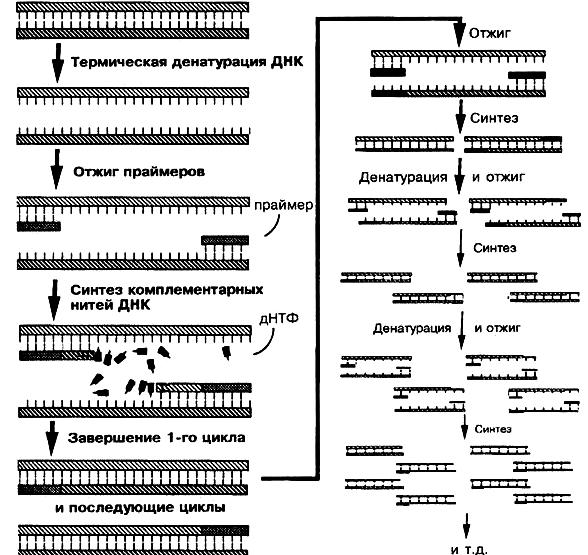 Термическая денатурация ДНК
Отжиг праймеров
праймер
Синтез комплементарных
нитей ДНК
дНТФ
Завершение 1-го цикла
и последующие циклы
Отжиг
Синтез
Денатурация и отжиг
Синтез
Денатурация и отжиг
Синтез
и т.д.